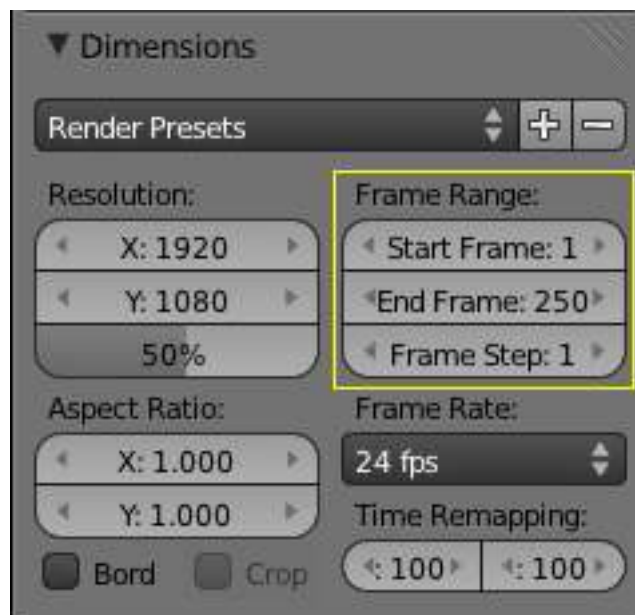 Dimensions
Render Presets
Resolution:
X: 1920
Y: 1080
50%
Frame Range:
Start Frame: 1
End Frame: 250
Frame Step: 1
Aspect Ratio:
X: 1.000
Y: 1.000
Bord Crop
Frame Rate:
24 fps
Time Remapping:
: 100 : 100